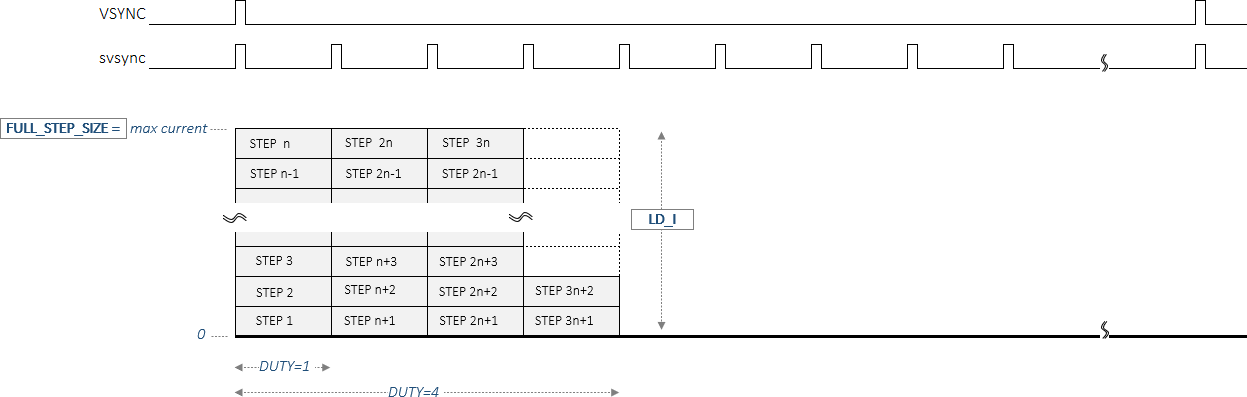 VSYNC
svsync
FULL_STEP_SIZE = max current
STEP n STEP 2n STEP 3n
STEP n-1 STEP 2n-1 STEP 2n-1
LD_I
STEP 3 STEP n+3 STEP 2n+3
STEP 2 STEP n+2 STEP 2n+2 STEP 3n+2
STEP 1 STEP n+1 STEP 2n+1 STEP 3n+1
0
DUTY=1
DUTY=4